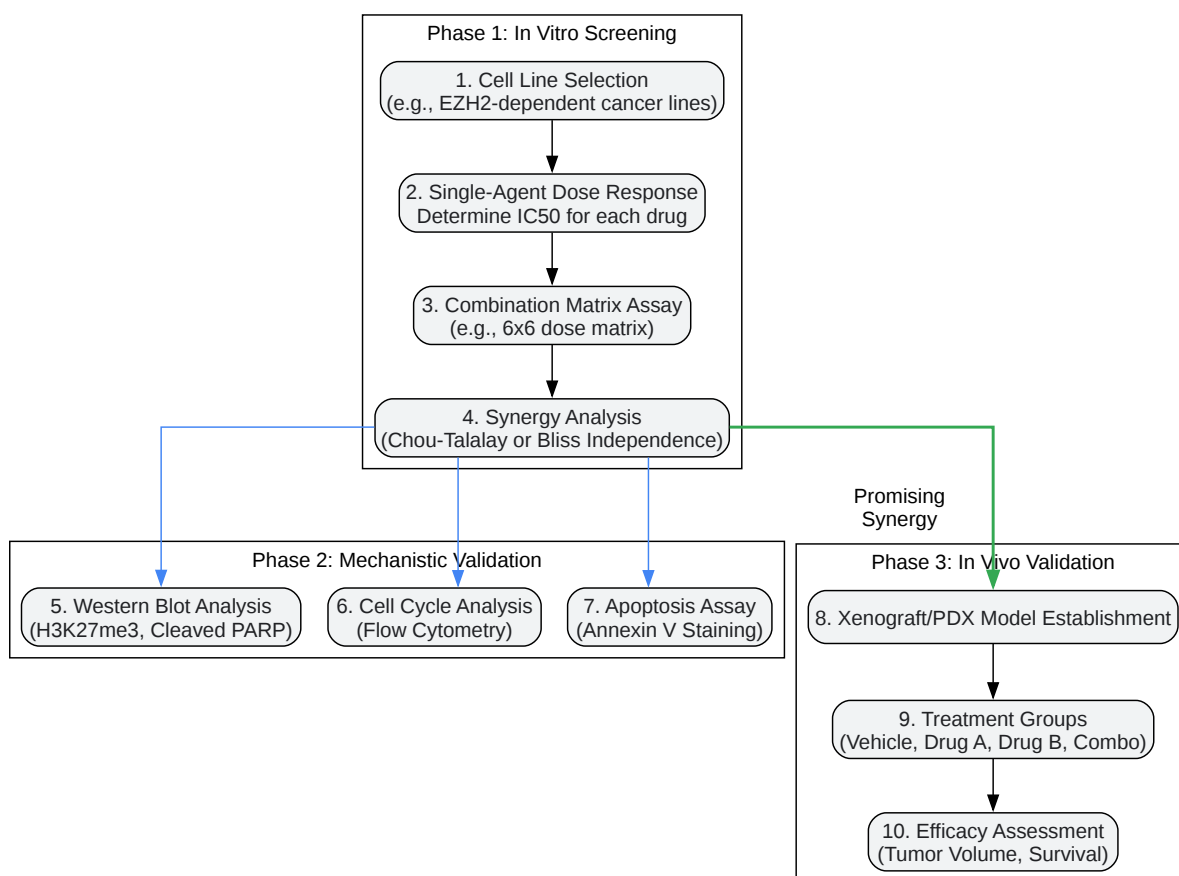 Phase 1: In Vitro Screening
1. Cell Line Selection
(e.g., EZH2-dependent cancer lines)
2. Single-Agent Dose Response
Determine IC50 for each drug
3. Combination Matrix Assay
(e.g., 6x6 dose matrix)
4. Synergy Analysis
(Chou-Talalay or Bliss Independence)
Promising
Synergy
Phase 2: Mechanistic Validation
5. Western Blot Analysis
(H3K27me3, Cleaved PARP)
6. Cell Cycle Analysis
(Flow Cytometry)
7. Apoptosis Assay
(Annexin V Staining)
Phase 3: In Vivo Validation
8. Xenograft/PDX Model Establishment
9. Treatment Groups
(Vehicle, Drug A, Drug B, Combo)
10. Efficacy Assessment
(Tumor Volume, Survival)